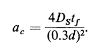 a_c = \frac{4D_S t_f}{(0.3d)^2}.